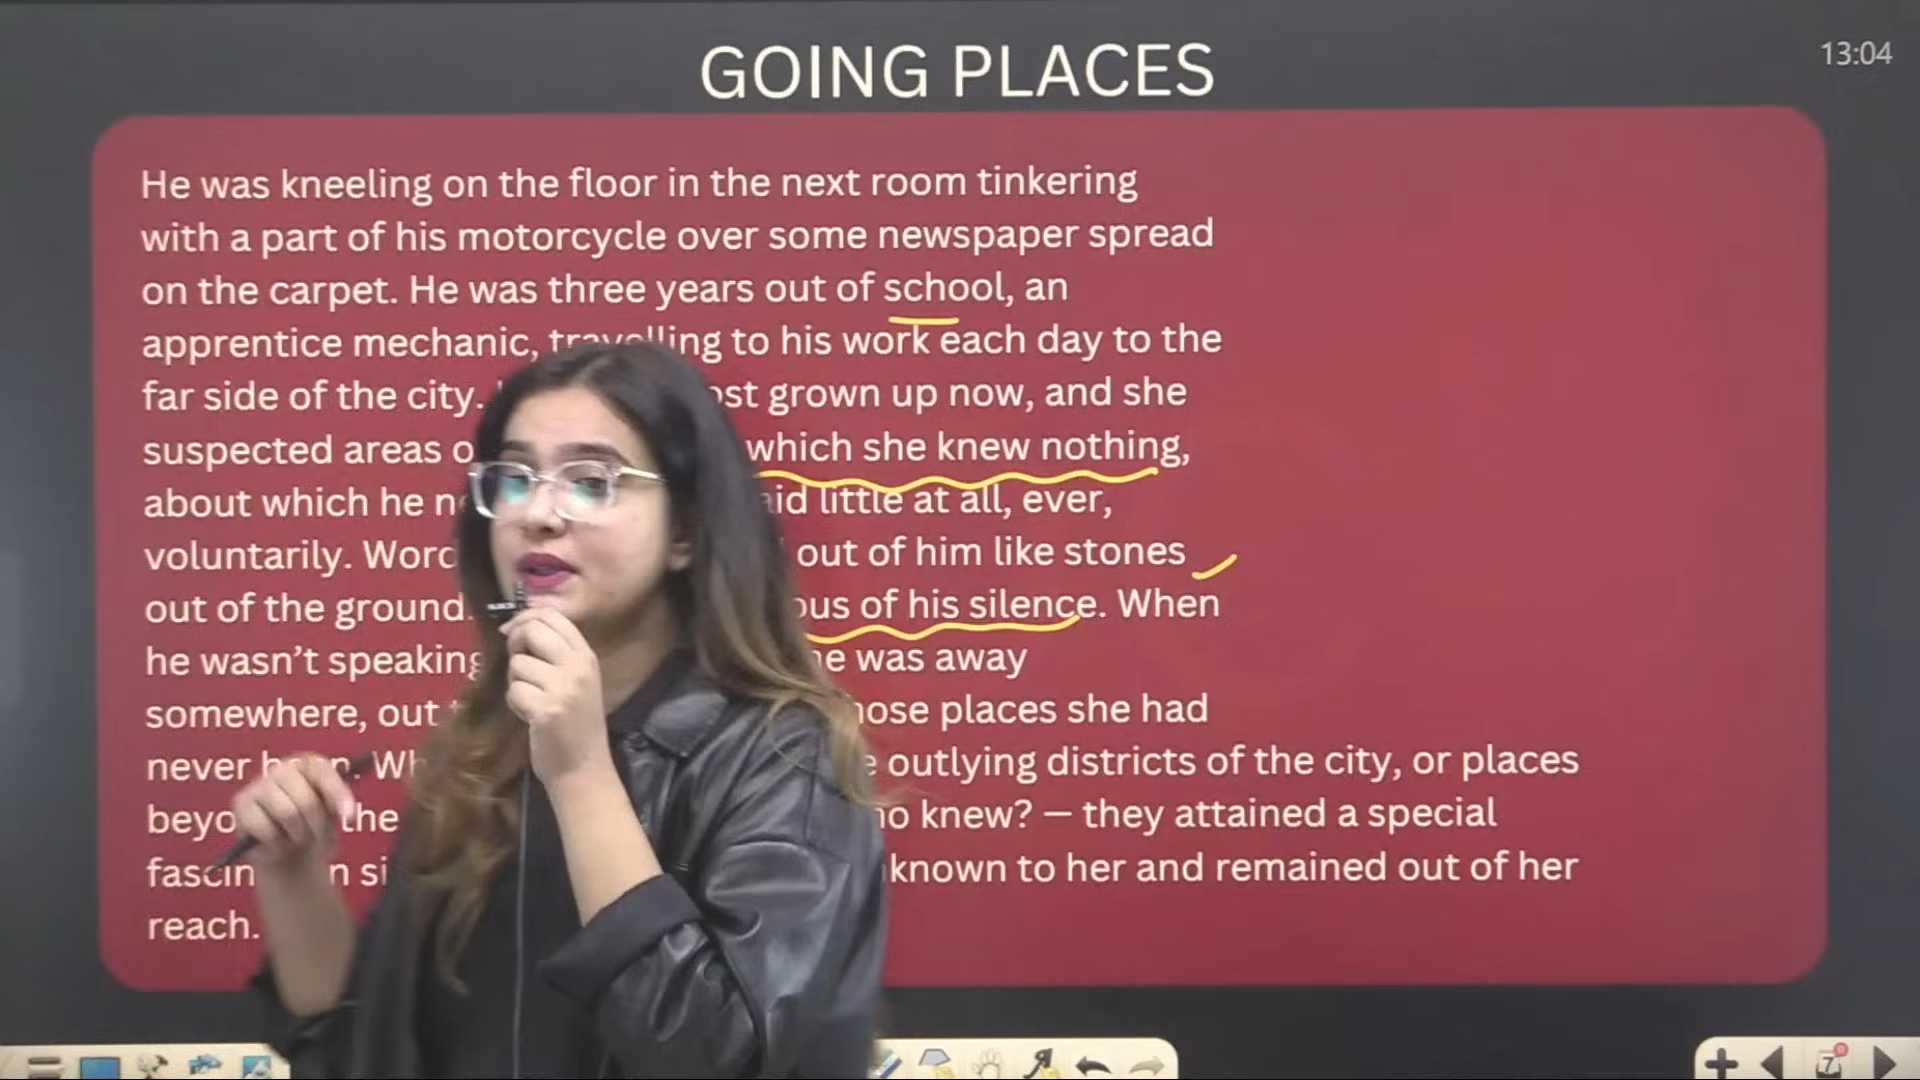 GOING PLACES
13:04
He was kneeling on the floor in the next room tinkering
with a part of his motorcycle over some newspaper spread
on the carpet. He was three years out of school, an
apprentice mechanic, travelling to his work each day to the
far side of the city. grown up now, and she
suspected areas which she knew nothing,
about which he little at all, ever,
voluntarily. out of him like stones
out of the ground. of his silence. When
he wasn’t speaking was away
somewhere, out places she had
never outlying districts of the city, or places
the knew? — they attained a special
known to her and remained out of her
reach.